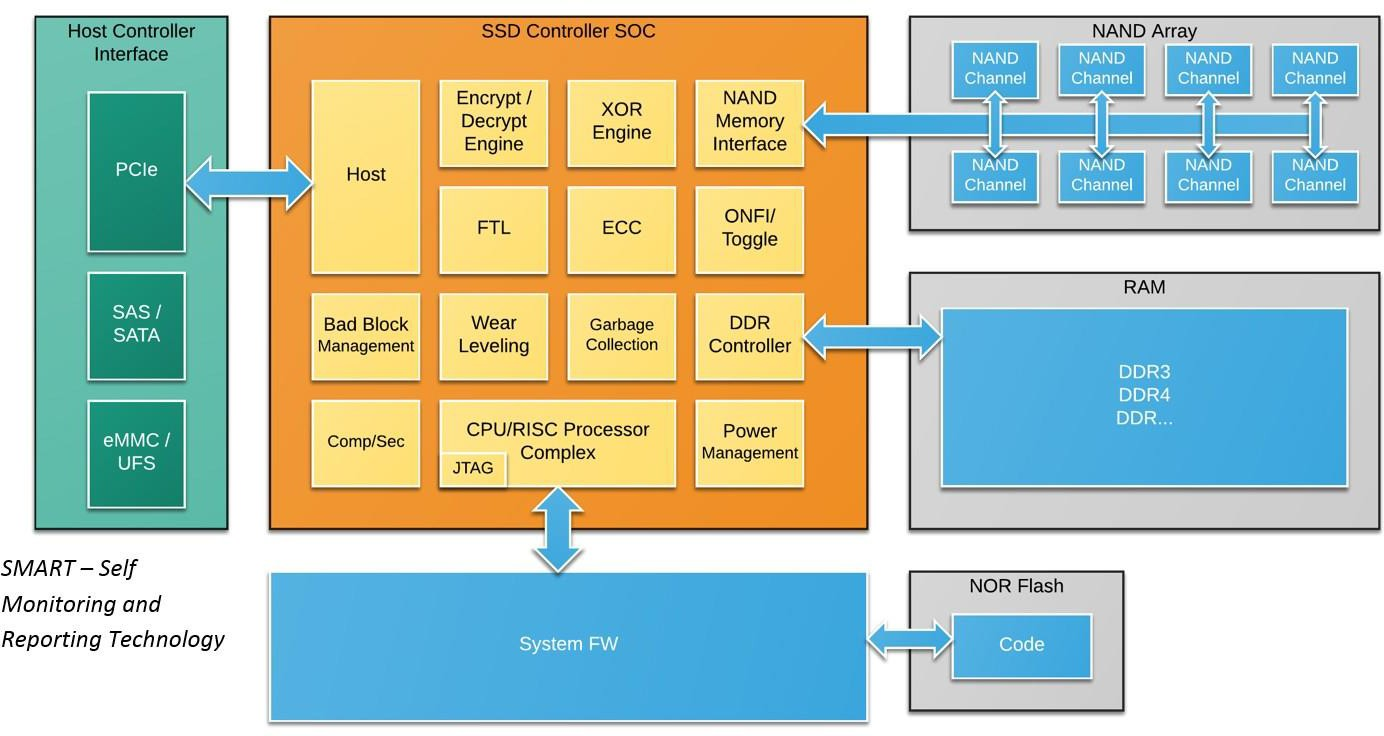 Host Controller
Interface
PCIe
SAS /
SATA
eMMC /
UFS
SSD Controller SOC
Host
Encrypt /
Decrypt
Engine
XOR
Engine
NAND
Memory
Interface
FTL
ECC
ONFI/
Toggle
Bad Block
Management
Wear
Leveling
Garbage
Collection
DDR
Controller
Comp/Sec
CPU/RISC Processor
Complex
JTAG
Power
Management
NAND Array
NAND
Channel
NAND
Channel
NAND
Channel
NAND
Channel
NAND
Channel
NAND
Channel
NAND
Channel
NAND
Channel
RAM
DDR3
DDR4
DDR...
SMART – Self
Monitoring and
Reporting Technology
System FW
NOR Flash
Code